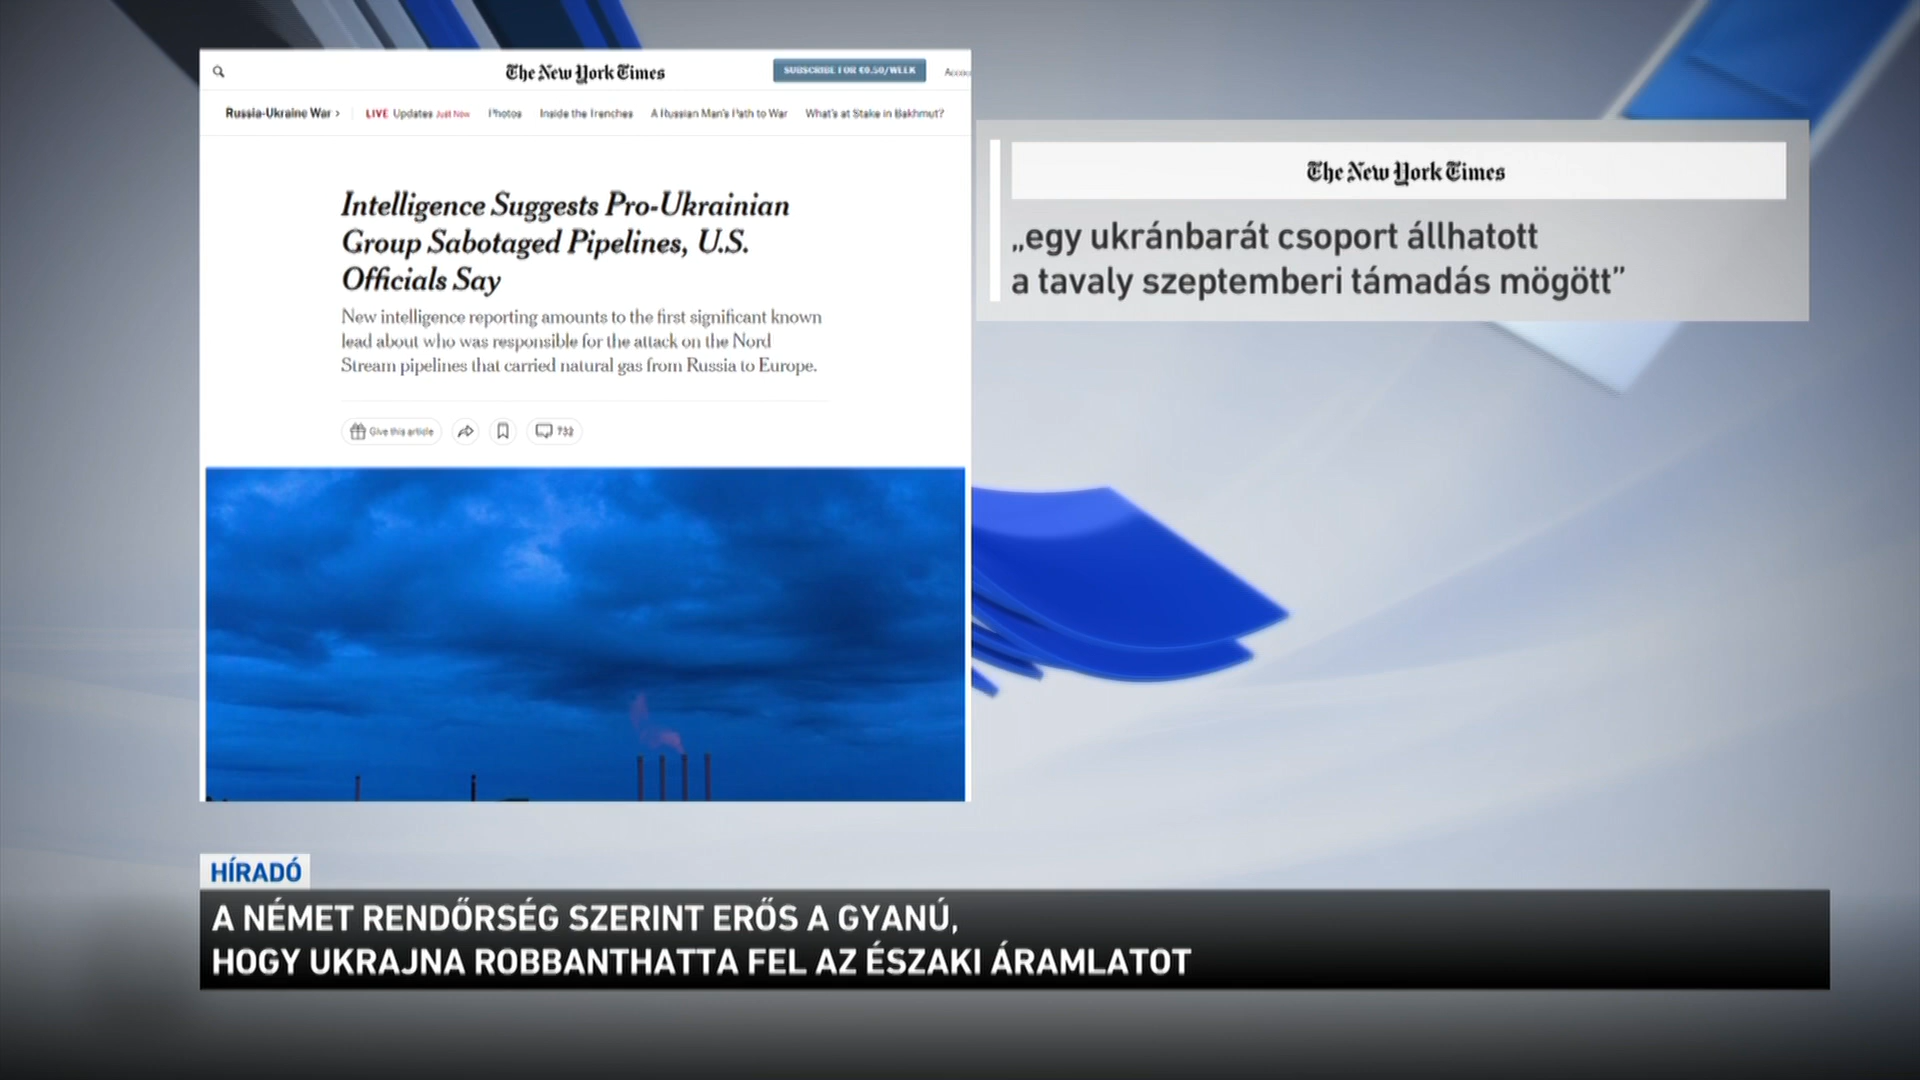 The New York Times
SUBSCRIBE FOR €0.50/WEEK
Russia-Ukraine War >
LIVE Updates Just Now
Photos
Inside the Trenches
A Russian Man's Path to War
What's at Stake in Bakhmut?
Intelligence Suggests Pro-Ukrainian
Group Sabotaged Pipelines, U.S.
Officials Say
New intelligence reporting amounts to the first significant known
lead about who was responsible for the attack on the Nord
Stream pipelines that carried natural gas from Russia to Europe.
Give this article
732
The New York Times
„egy ukránbarát csoport állhatott
a tavaly szeptemberi támadás mögött”
HÍRADÓ
A NÉMET RENDŐRSÉG SZERINT ERŐS A GYANÚ,
HOGY UKRAJNA ROBBANTHATTA FEL AZ ÉSZAKI ÁRAMLATOT